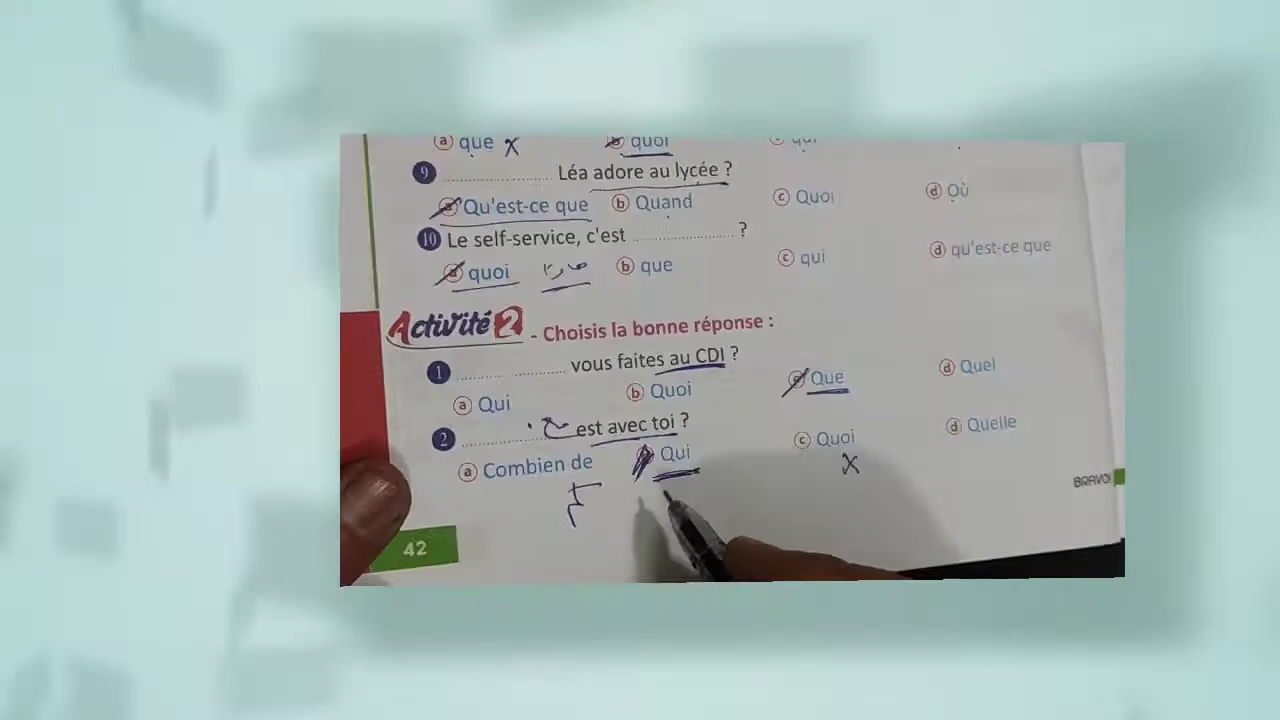 ⓐ que x ⓑ quoi ⓒ qui
9 .................... Léa adore au lycée ?
ⓐ Qu'est-ce que ⓑ Quand ⓒ Quoi ⓓ Où
10 Le self-service, c'est .................... ?
ⓐ quoi ⓑ que ⓒ qui ⓓ qu'est-ce que
Activité 2 - Choisis la bonne réponse :
1 .................... vous faites au CDI ?
ⓐ Qui ⓑ Quoi ⓒ Que ⓓ Quel
2 .................... est avec toi ?
ⓐ Combien de ⓑ Qui ⓒ Quoi ⓓ Quelle
x
BRAVO!
42